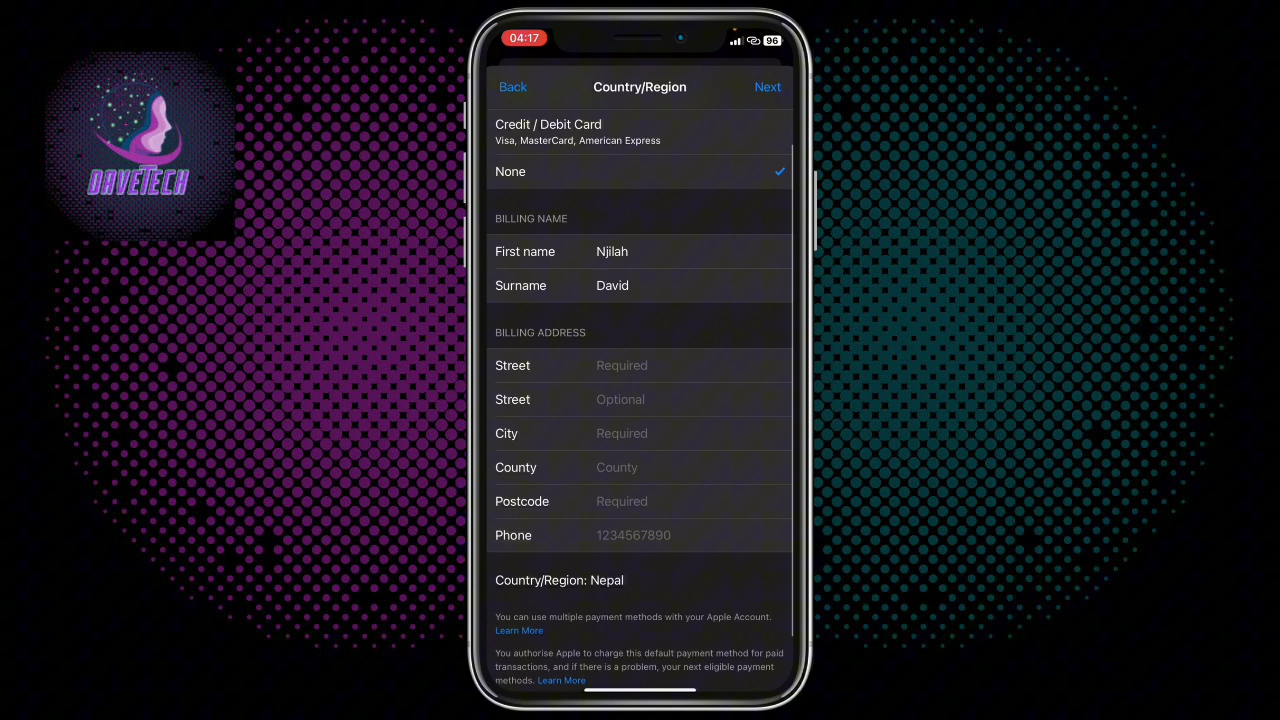 DAVETECH
04:17
96
Back
Country/Region
Next
Credit / Debit Card
Visa, MasterCard, American Express
None
BILLING NAME
First name Njilah
Surname David
BILLING ADDRESS
Street Required
Street Optional
City Required
County County
Postcode Required
Phone 1234567890
Country/Region: Nepal
You can use multiple payment methods with your Apple Account.
Learn More
You authorise Apple to charge this default payment method for paid
transactions, and if there is a problem, your next eligible payment
methods. Learn More